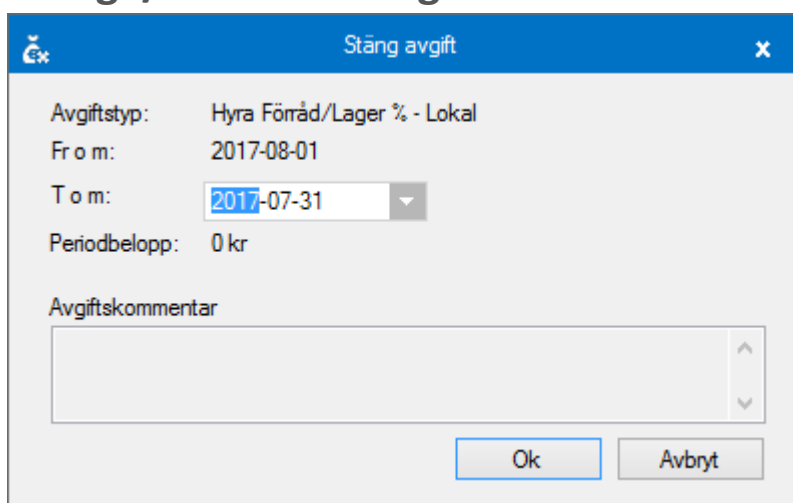 Stäng avgift
Avgiftstyp: Hyra Förråd/Lager % - Lokal
Fr o m: 2017-08-01
T o m: 2017-07-31
Periodbelopp: 0 kr
Avgiftskommentar
Ok Avbryt